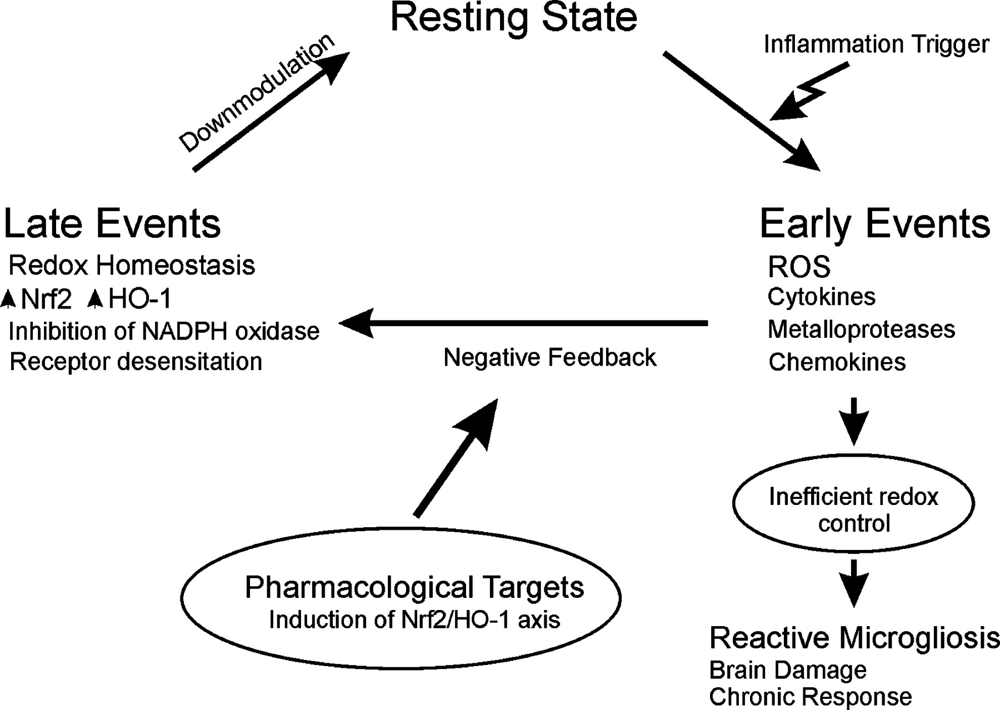 Resting State
Inflammation Trigger
Downmodulation
Late Events
Redox Homeostasis
Nrf2 HO-1
Inhibition of NADPH oxidase
Receptor desensitation
Early Events
ROS
Cytokines
Metalloproteases
Chemokines
Negative Feedback
Inefficient redox
control
Pharmacological Targets
Induction of Nrf2/HO-1 axis
Reactive Microgliosis
Brain Damage
Chronic Response